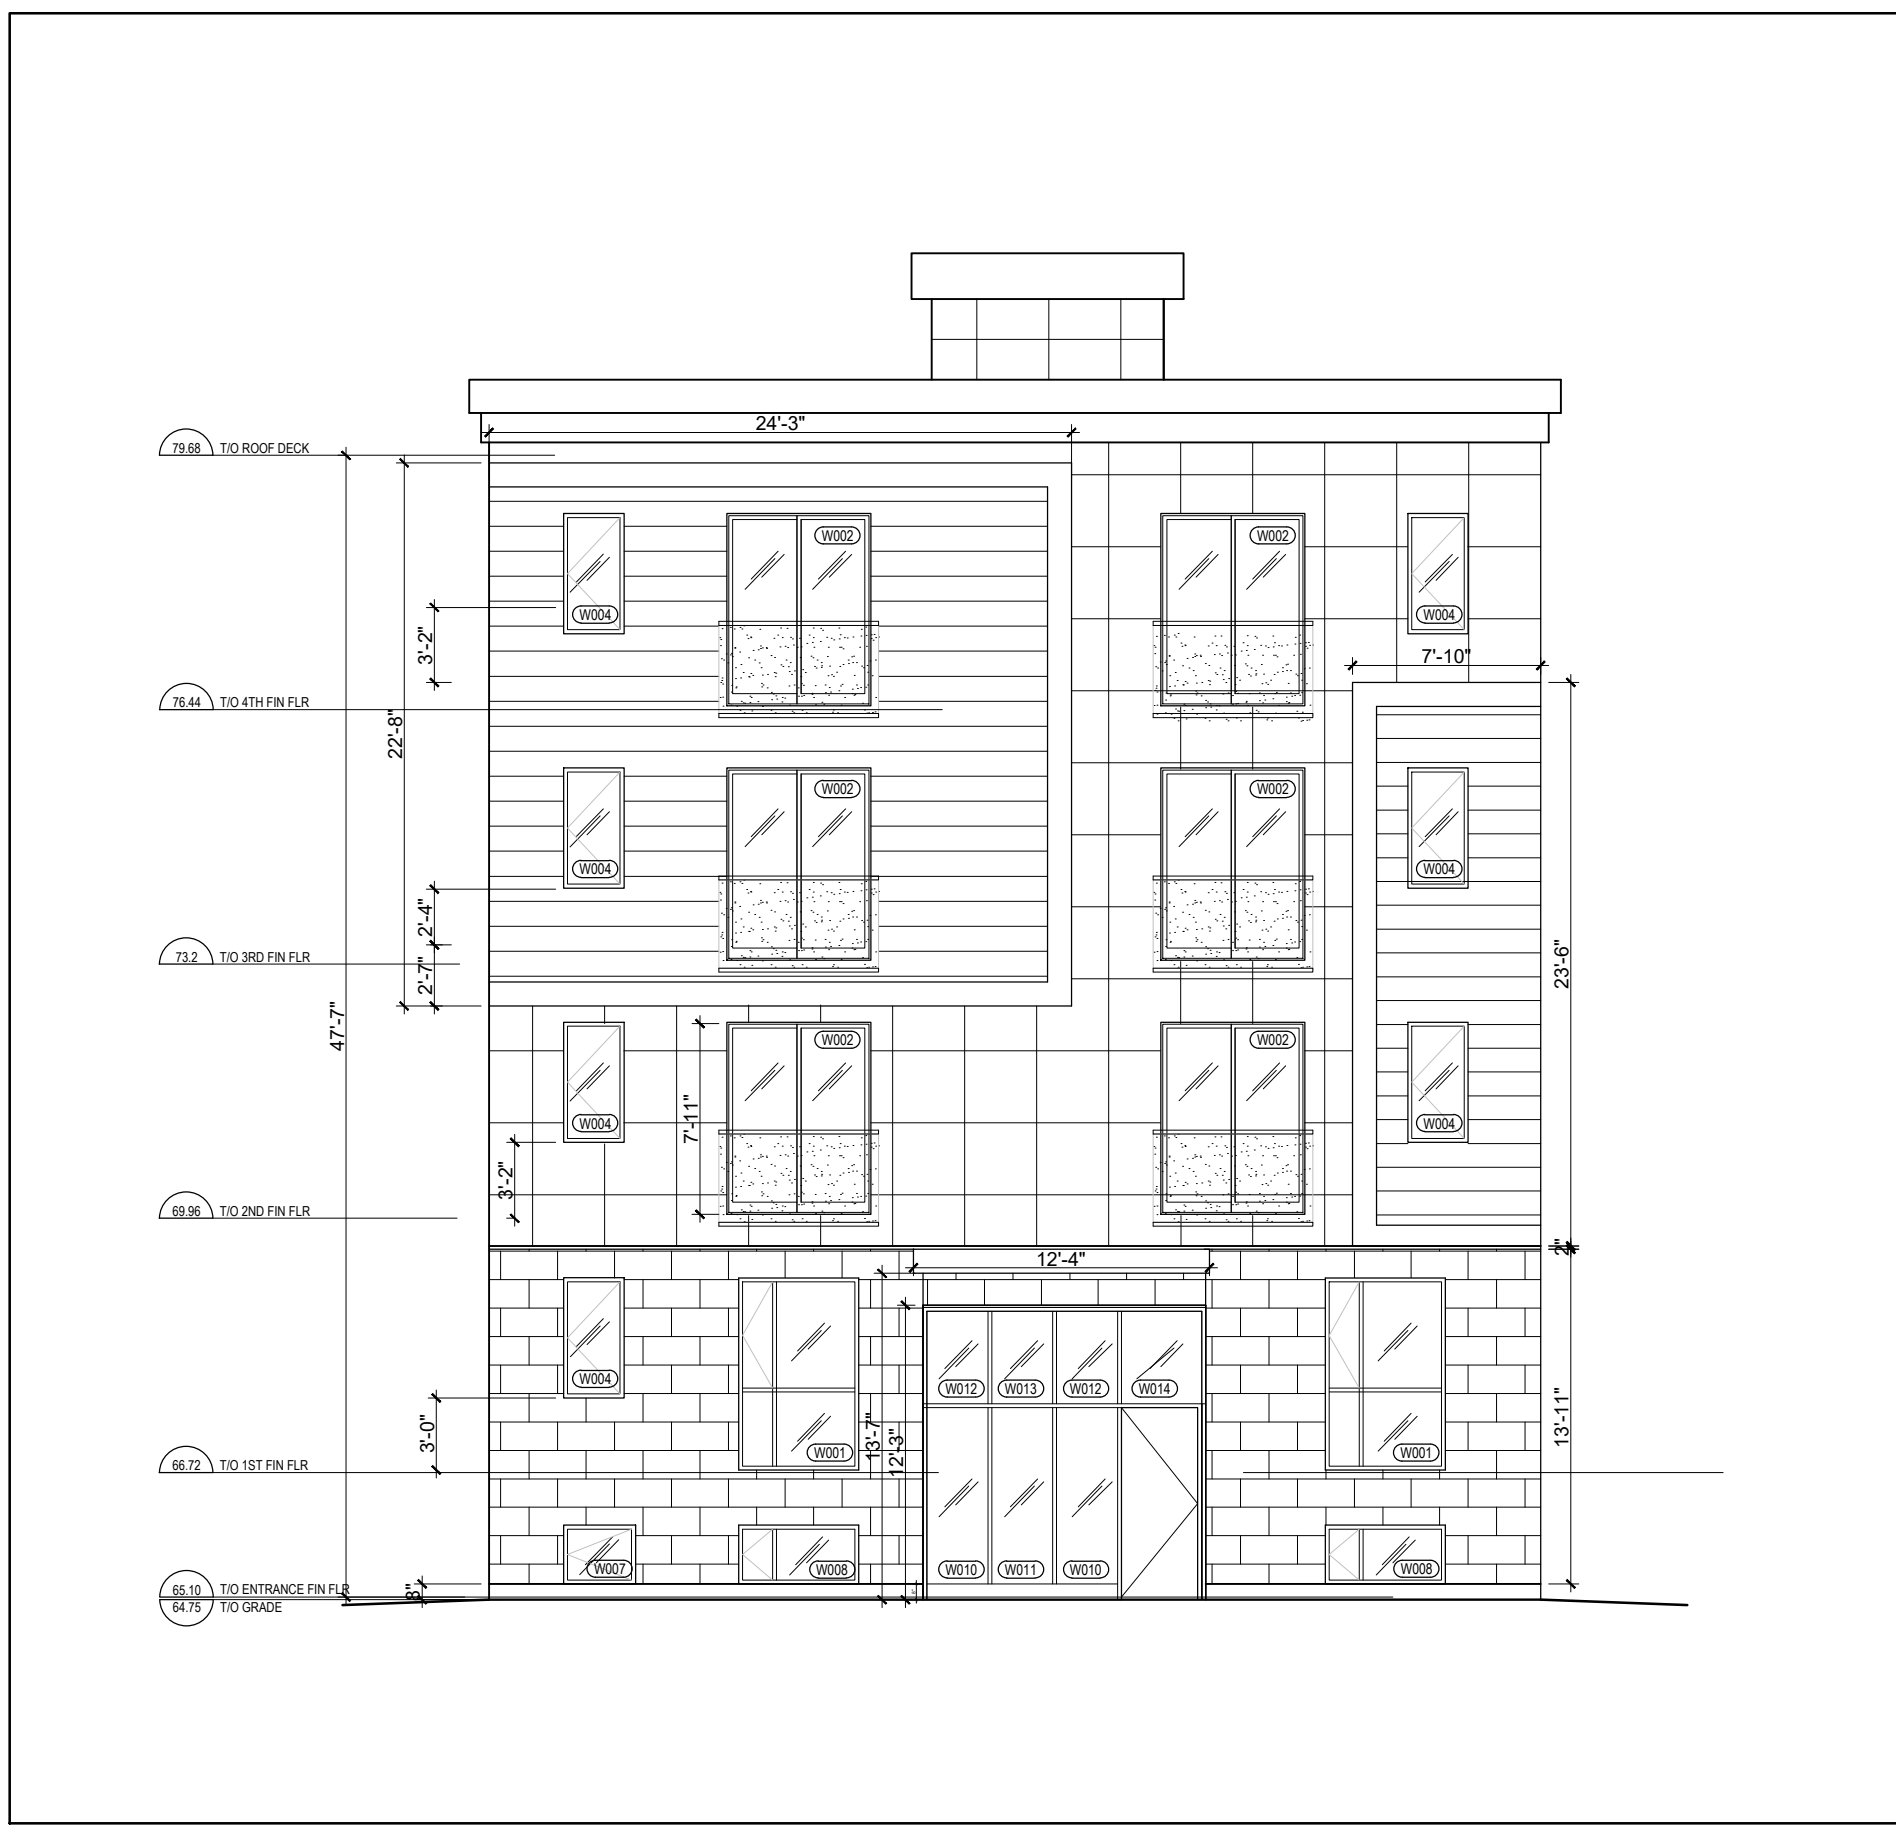 24'-3"
79.68 T/O ROOF DECK
W002
W002
W004
W004
3'-2"
7'-10"
76.44 T/O 4TH FIN FLR
22'-8"
W002
W002
W004
W004
2'-4"
73.2 T/O 3RD FIN FLR
23'-6"
2'-7"
47'-7"
W002
W002
7'-11"
W004
W004
3'-2"
69.96 T/O 2ND FIN FLR
2"
12'-4"
W004
W012
W013
W012
W014
13'-11"
3'-0"
13'-7"
12'-3"
W001
W001
66.72 T/O 1ST FIN FLR
W007
W008
W010
W011
W010
W008
65.10 T/O ENTRANCE FIN FLR
8"
64.75 T/O GRADE